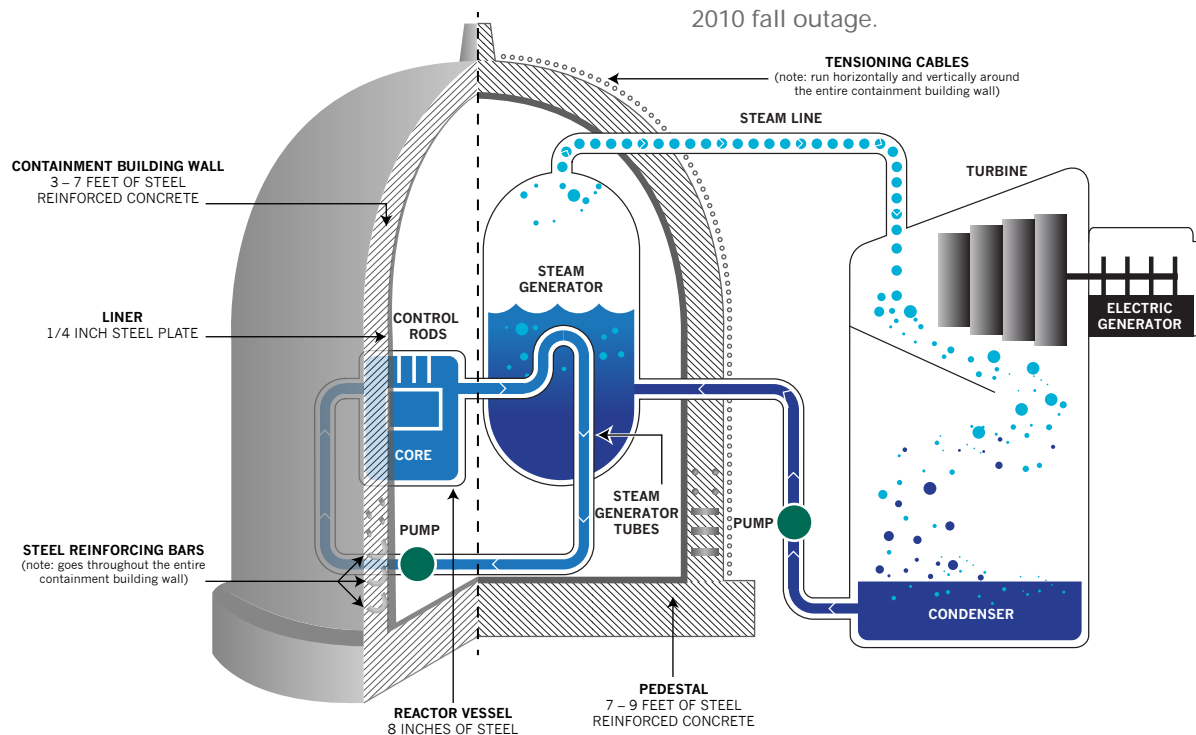 2010 fall outage.
TENSIONING CABLES
(note: run horizontally and vertically around
the entire containment building wall)
STEAM LINE
CONTAINMENT BUILDING WALL
3 – 7 FEET OF STEEL
REINFORCED CONCRETE
TURBINE
STEAM
GENERATOR
LINER
1/4 INCH STEEL PLATE
CONTROL
RODS
ELECTRIC
GENERATOR
CORE
STEAM
GENERATOR
TUBES
PUMP
PUMP
STEEL REINFORCING BARS
(note: goes throughout the entire
containment building wall)
CONDENSER
REACTOR VESSEL
8 INCHES OF STEEL
PEDESTAL
7 – 9 FEET OF STEEL
REINFORCED CONCRETE